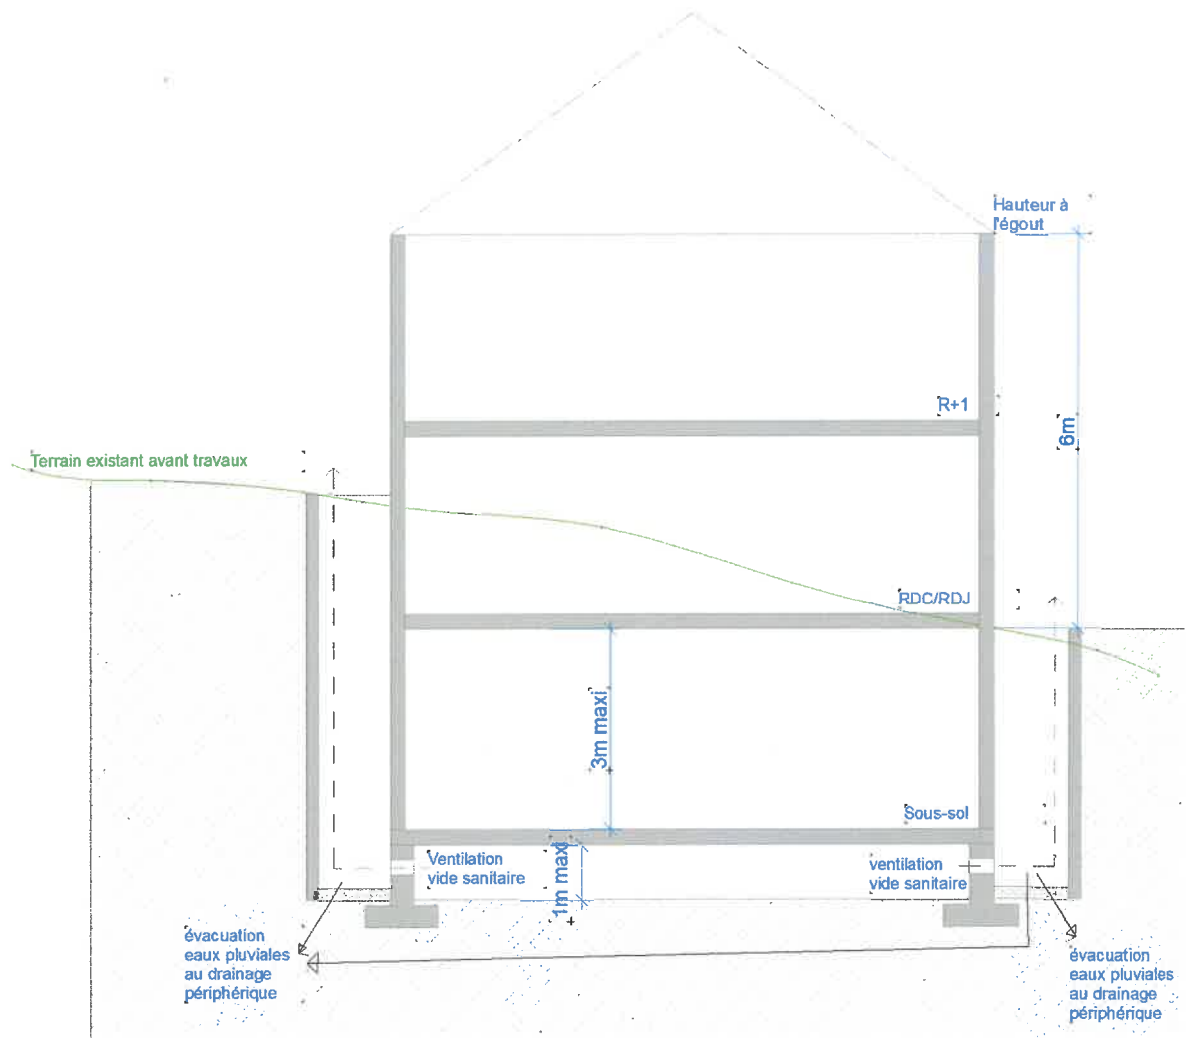 Hauteur à
l'égout
R+1
6m
Terrain existant avant travaux
RDC/RDJ
3m maxi
Sous-sol
Ventilation
vide sanitaire
1m maxi
ventilation
vide sanitaire
évacuation
eaux pluviales
au drainage
périphérique
évacuation
eaux pluviales
au drainage
périphérique